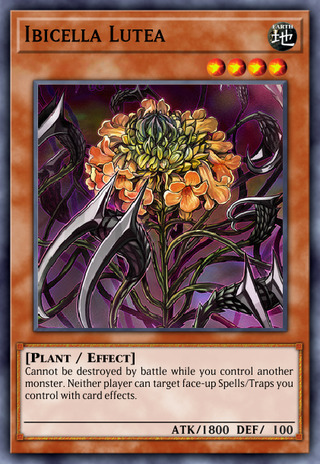 Ibicella Lutea
EARTH
地
[Plant / Effect]
Cannot be destroyed by battle while you control another
monster. Neither player can target face-up Spells/Traps you
control with card effects.
ATK/1800 DEF/ 100